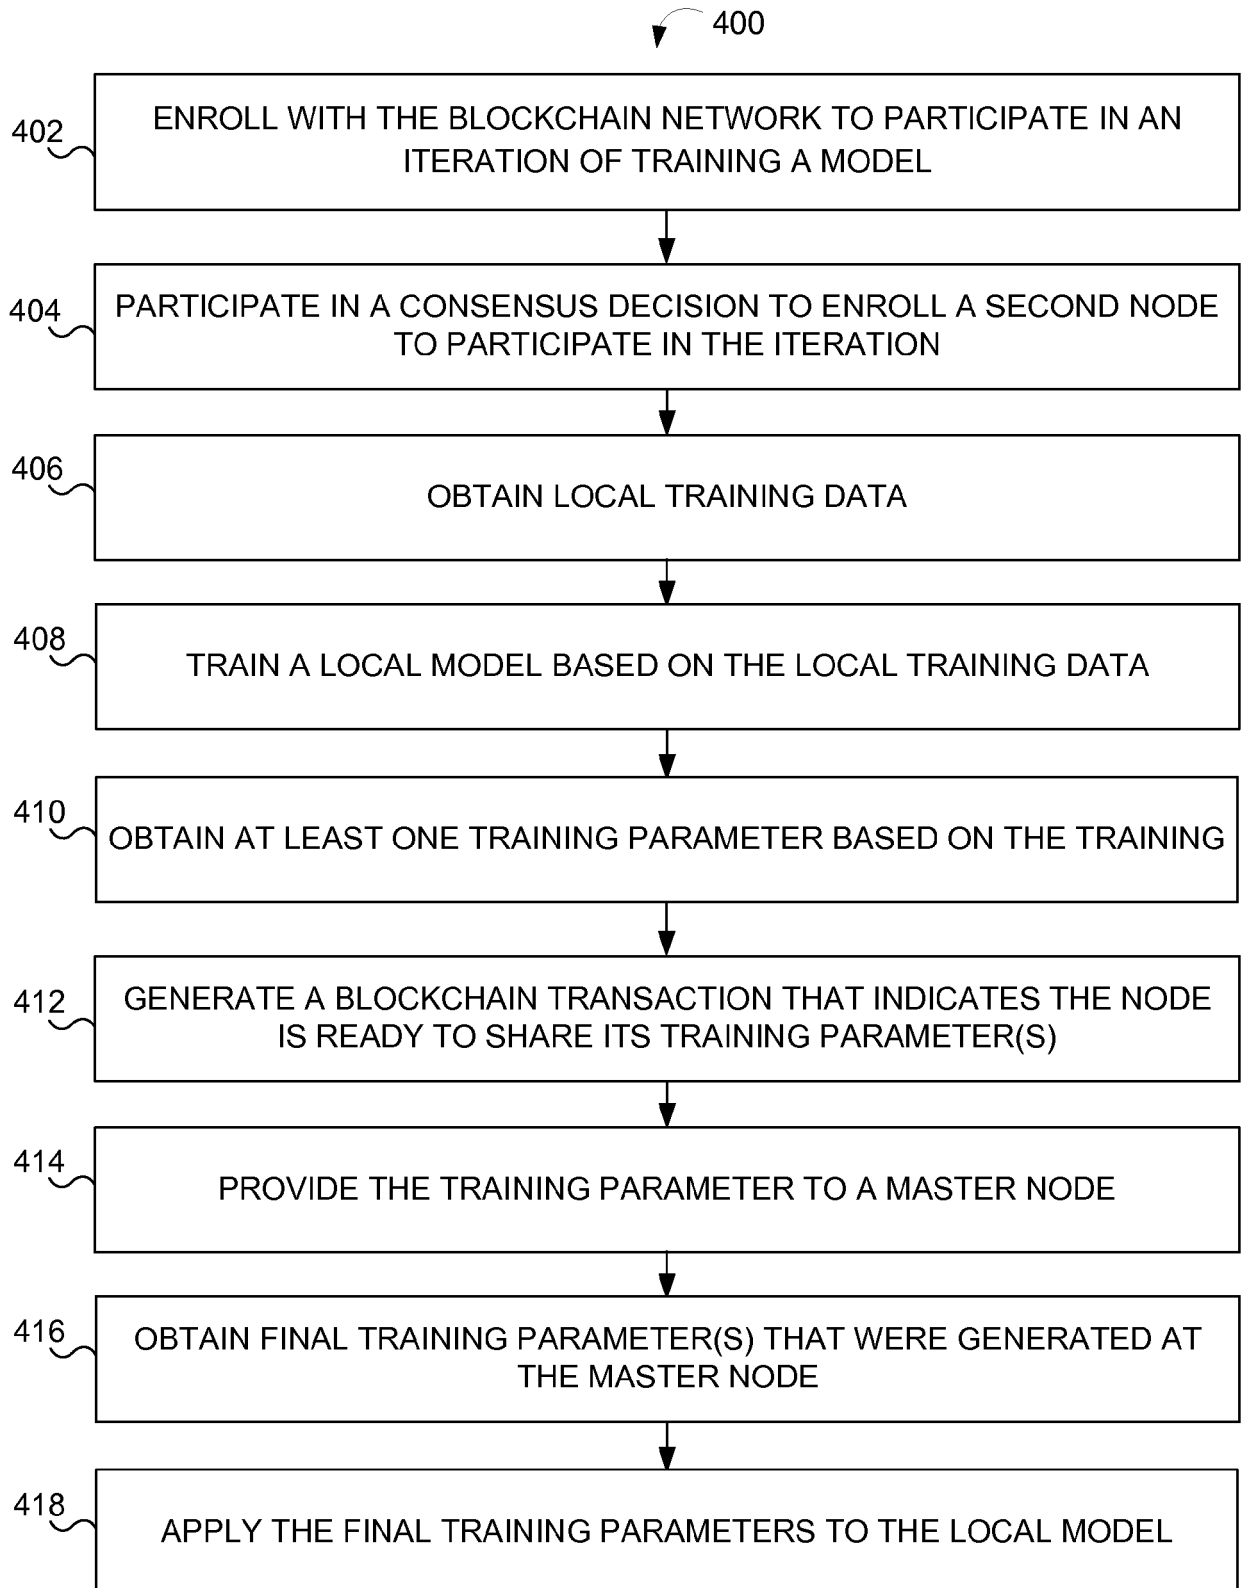 400
402
ENROLL WITH THE BLOCKCHAIN NETWORK TO PARTICIPATE IN AN
ITERATION OF TRAINING A MODEL
404
PARTICIPATE IN A CONSENSUS DECISION TO ENROLL A SECOND NODE
TO PARTICIPATE IN THE ITERATION
406
OBTAIN LOCAL TRAINING DATA
408
TRAIN A LOCAL MODEL BASED ON THE LOCAL TRAINING DATA
410
OBTAIN AT LEAST ONE TRAINING PARAMETER BASED ON THE TRAINING
412
GENERATE A BLOCKCHAIN TRANSACTION THAT INDICATES THE NODE
IS READY TO SHARE ITS TRAINING PARAMETER(S)
414
PROVIDE THE TRAINING PARAMETER TO A MASTER NODE
416
OBTAIN FINAL TRAINING PARAMETER(S) THAT WERE GENERATED AT
THE MASTER NODE
418
APPLY THE FINAL TRAINING PARAMETERS TO THE LOCAL MODEL